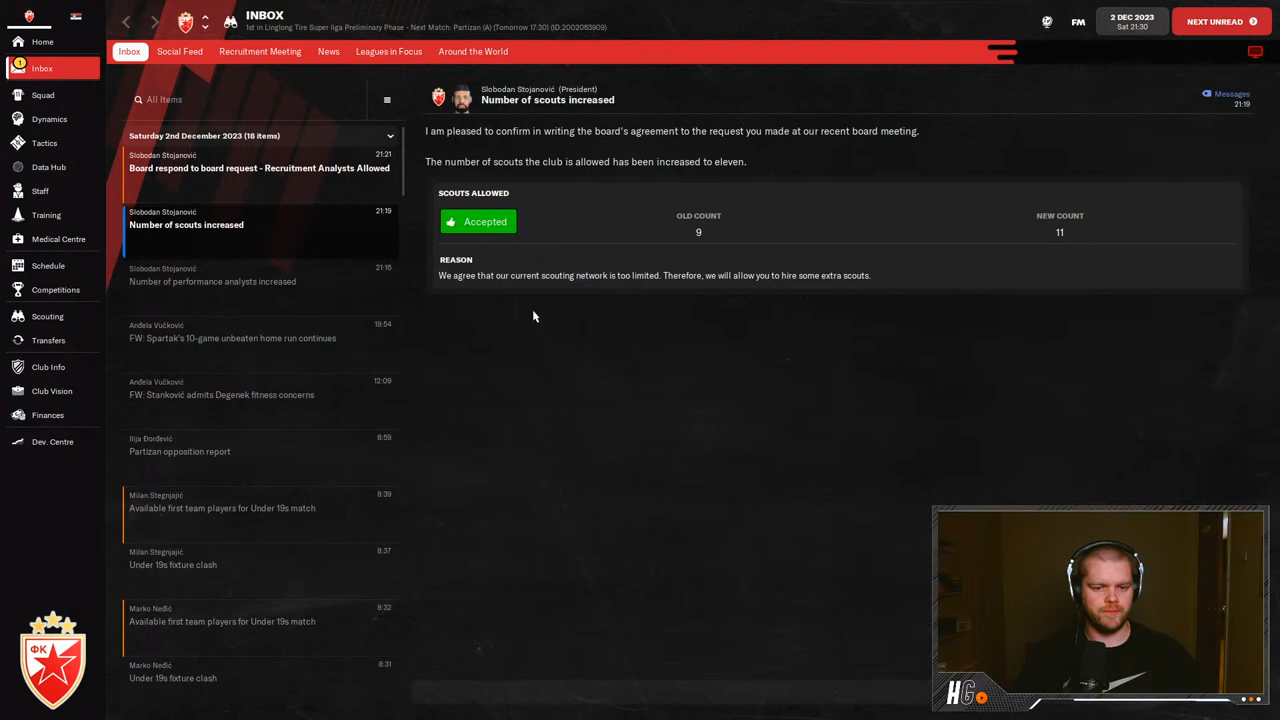 INBOX
1st in Linglong Tire Super liga Preliminary Phase - Next Match: Partizan (A) (Tomorrow 17:30) (ID:2002063909)
FM
2 DEC 2023
Sat 21:30
NEXT UNREAD
Home
1
Inbox
Squad
Dynamics
Tactics
Data Hub
Staff
Training
Medical Centre
Schedule
Competitions
Scouting
Transfers
Club Info
Club Vision
Finances
Dev. Centre
ФК
Inbox Social Feed Recruitment Meeting News Leagues in Focus Around the World
All Items
Saturday 2nd December 2023 (18 items)
Slobodan Stojanović 21:21
Board respond to board request - Recruitment Analysts Allowed
Slobodan Stojanović 21:19
Number of scouts increased
Slobodan Stojanović 21:16
Number of performance analysts increased
Anđela Vučković 19:54
FW: Spartak's 10-game unbeaten home run continues
Anđela Vučković 12:09
FW: Stanković admits Degenek fitness concerns
Ilija Đorđević 8:59
Partizan opposition report
Milan Stegnjajić 8:39
Available first team players for Under 19s match
Milan Stegnjajić 8:37
Under 19s fixture clash
Marko Neđić 8:32
Available first team players for Under 19s match
Marko Neđić 8:31
Under 19s fixture clash
Slobodan Stojanović (President)
Number of scouts increased
Messages
21:19
I am pleased to confirm in writing the board's agreement to the request you made at our recent board meeting.
The number of scouts the club is allowed has been increased to eleven.
SCOUTS ALLOWED
Accepted
OLD COUNT
9
NEW COUNT
11
REASON
We agree that our current scouting network is too limited. Therefore, we will allow you to hire some extra scouts.
HG